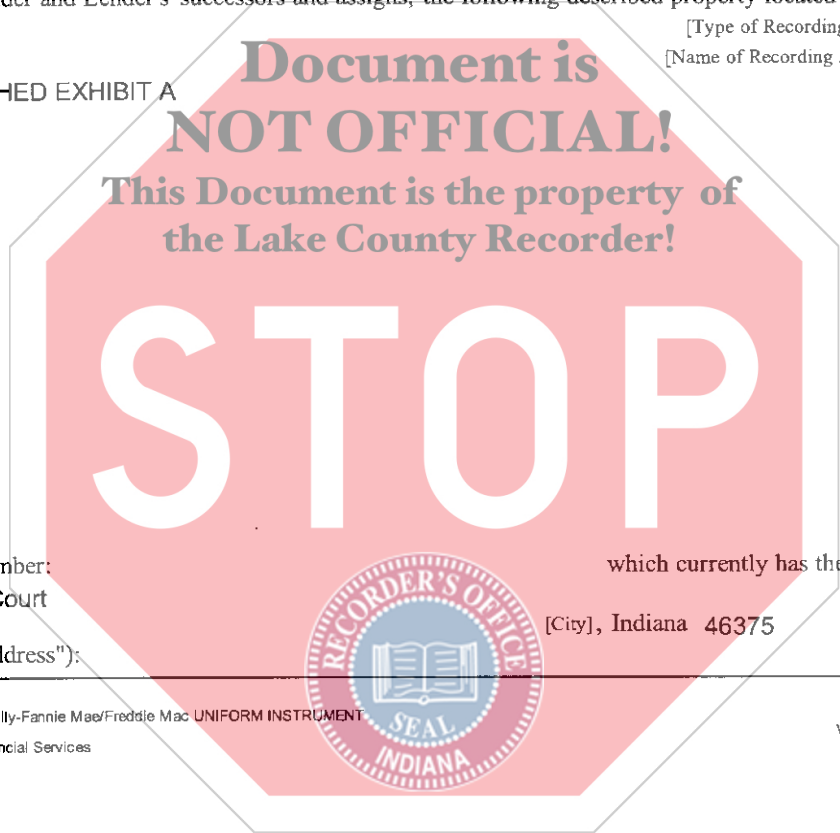 der and Lender's successors and assigns, the following described property located
[Type of Recording
[Name of Recording
HED EXHIBIT A
Document is
NOT OFFICIAL!
This Document is the property of
the Lake County Recorder!
STOP
mber:
which currently has the
Court
[City], Indiana 46375
ddress"):
RECORDER'S OFFICE
SEAL
INDIANA
lly-Fannie Mae/Freddie Mac UNIFORM INSTRUMENT
ncial Services